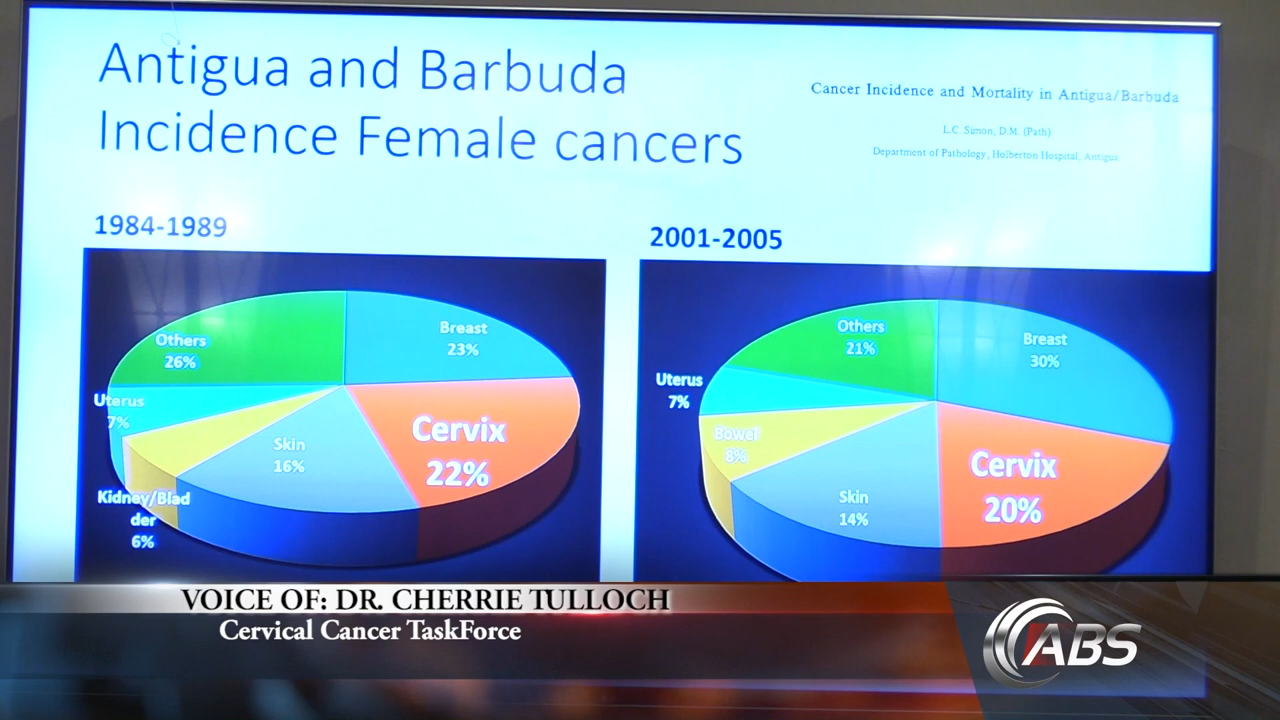 Antigua and Barbuda
Incidence Female cancers
Cancer Incidence and Mortality in Antigua/Barbuda
L.C. Simon, D.M. (Path)
Department of Pathology, Holberton Hospital, Antigua
1984-1989
Others
26%
Breast
23%
Uterus
7%
Cervix
22%
Skin
16%
Kidney/Blad
der
6%
2001-2005
Others
21%
Breast
30%
Uterus
7%
Bowel
8%
Cervix
20%
Skin
14%
VOICE OF: DR. CHERRIE TULLOCH
Cervical Cancer TaskForce
ABS